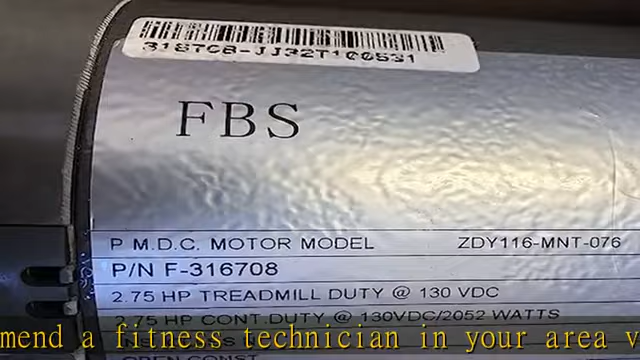 318708-JJ32T100531
FBS
P M.D.C. MOTOR MODEL ZDY116-MNT-076
P/N F-316708
2.75 HP TREADMILL DUTY @ 130 VDC
2.75 HP CONT DUTY @ 130VDC/2052 WATTS
mend a fitness technician in your area v
OPEN CONST